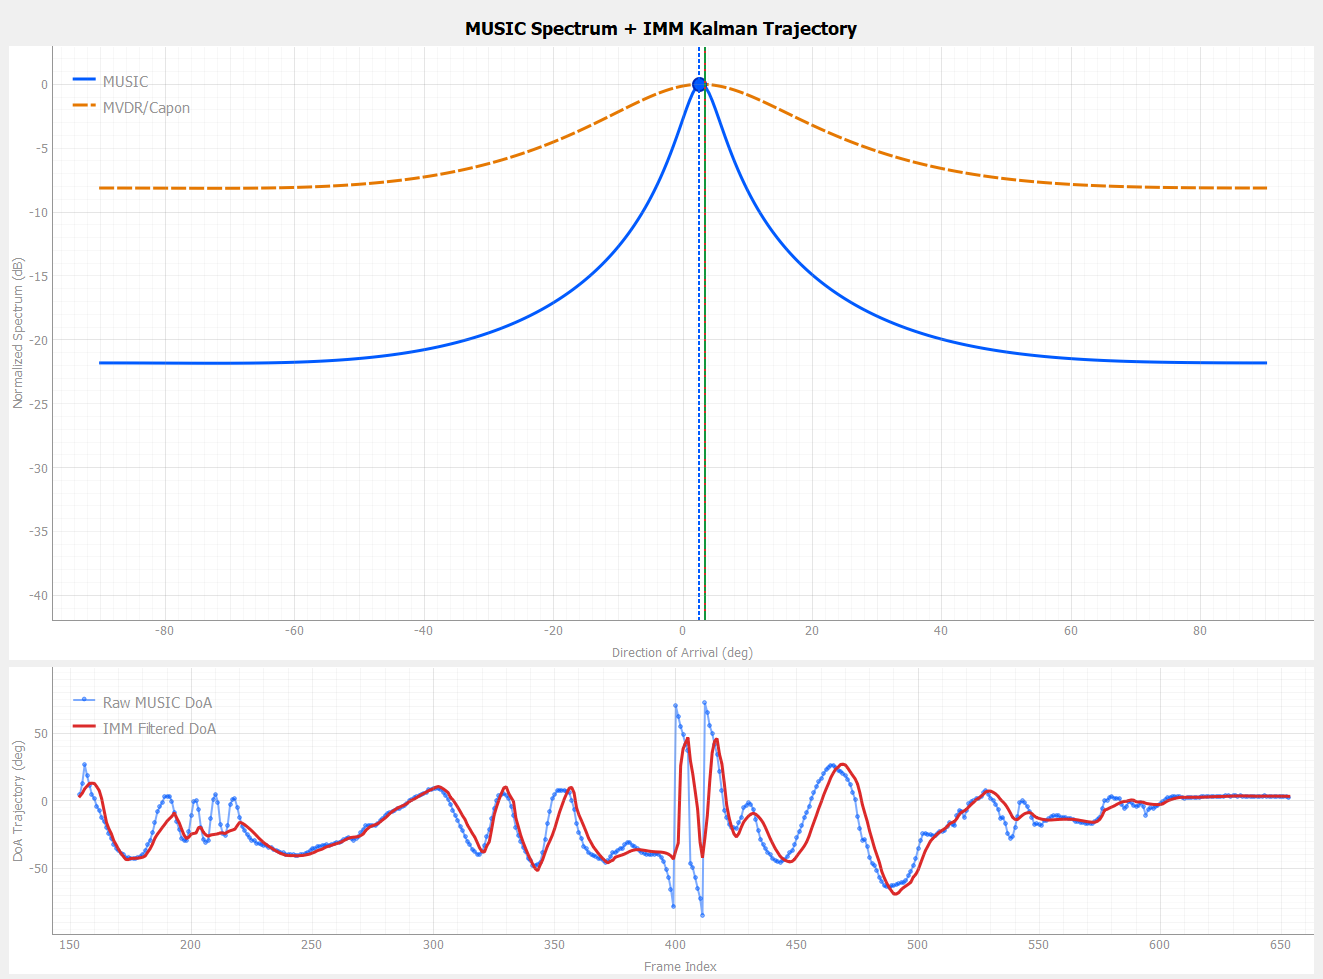 MUSIC Spectrum + IMM Kalman Trajectory
MUSIC
MVDR/Capon
Normalized Spectrum (dB)
0
-5
-10
-15
-20
-25
-30
-35
-40
-80 -60 -40 -20 0 20 40 60 80
Direction of Arrival (deg)
Raw MUSIC DoA
IMM Filtered DoA
DoA Trajectory (deg)
50
0
-50
150 200 250 300 350 400 450 500 550 600 650
Frame Index